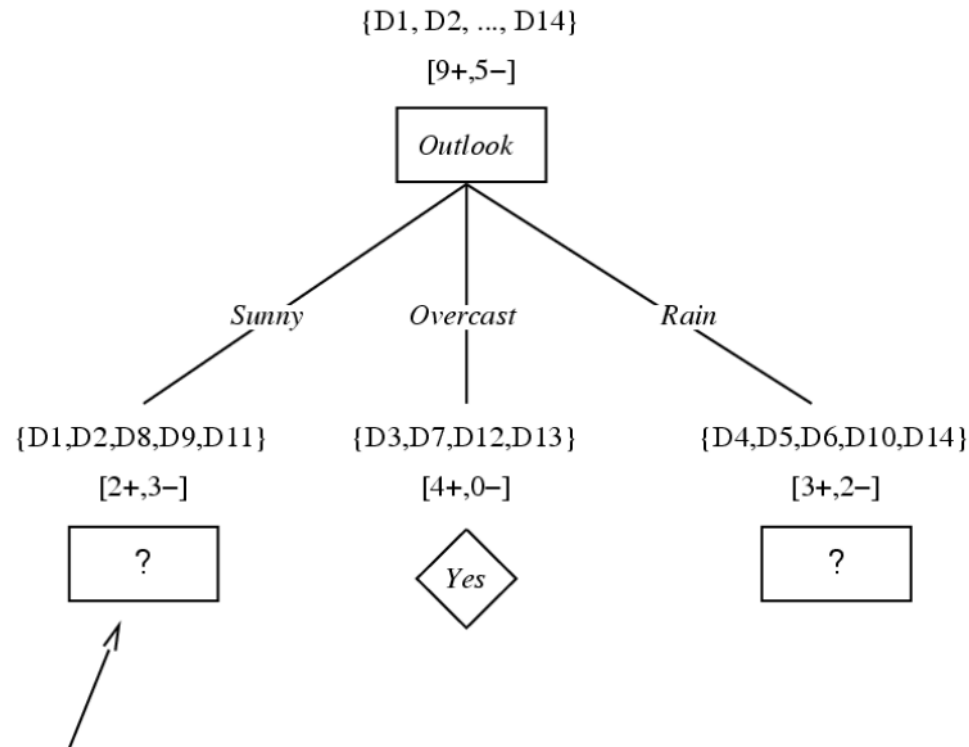 {D1, D2, ..., D14}
[9+,5−]
Outlook
Sunny
Overcast
Rain
{D1,D2,D8,D9,D11}
{D3,D7,D12,D13}
{D4,D5,D6,D10,D14}
[2+,3−]
[4+,0−]
[3+,2−]
?
Yes
?